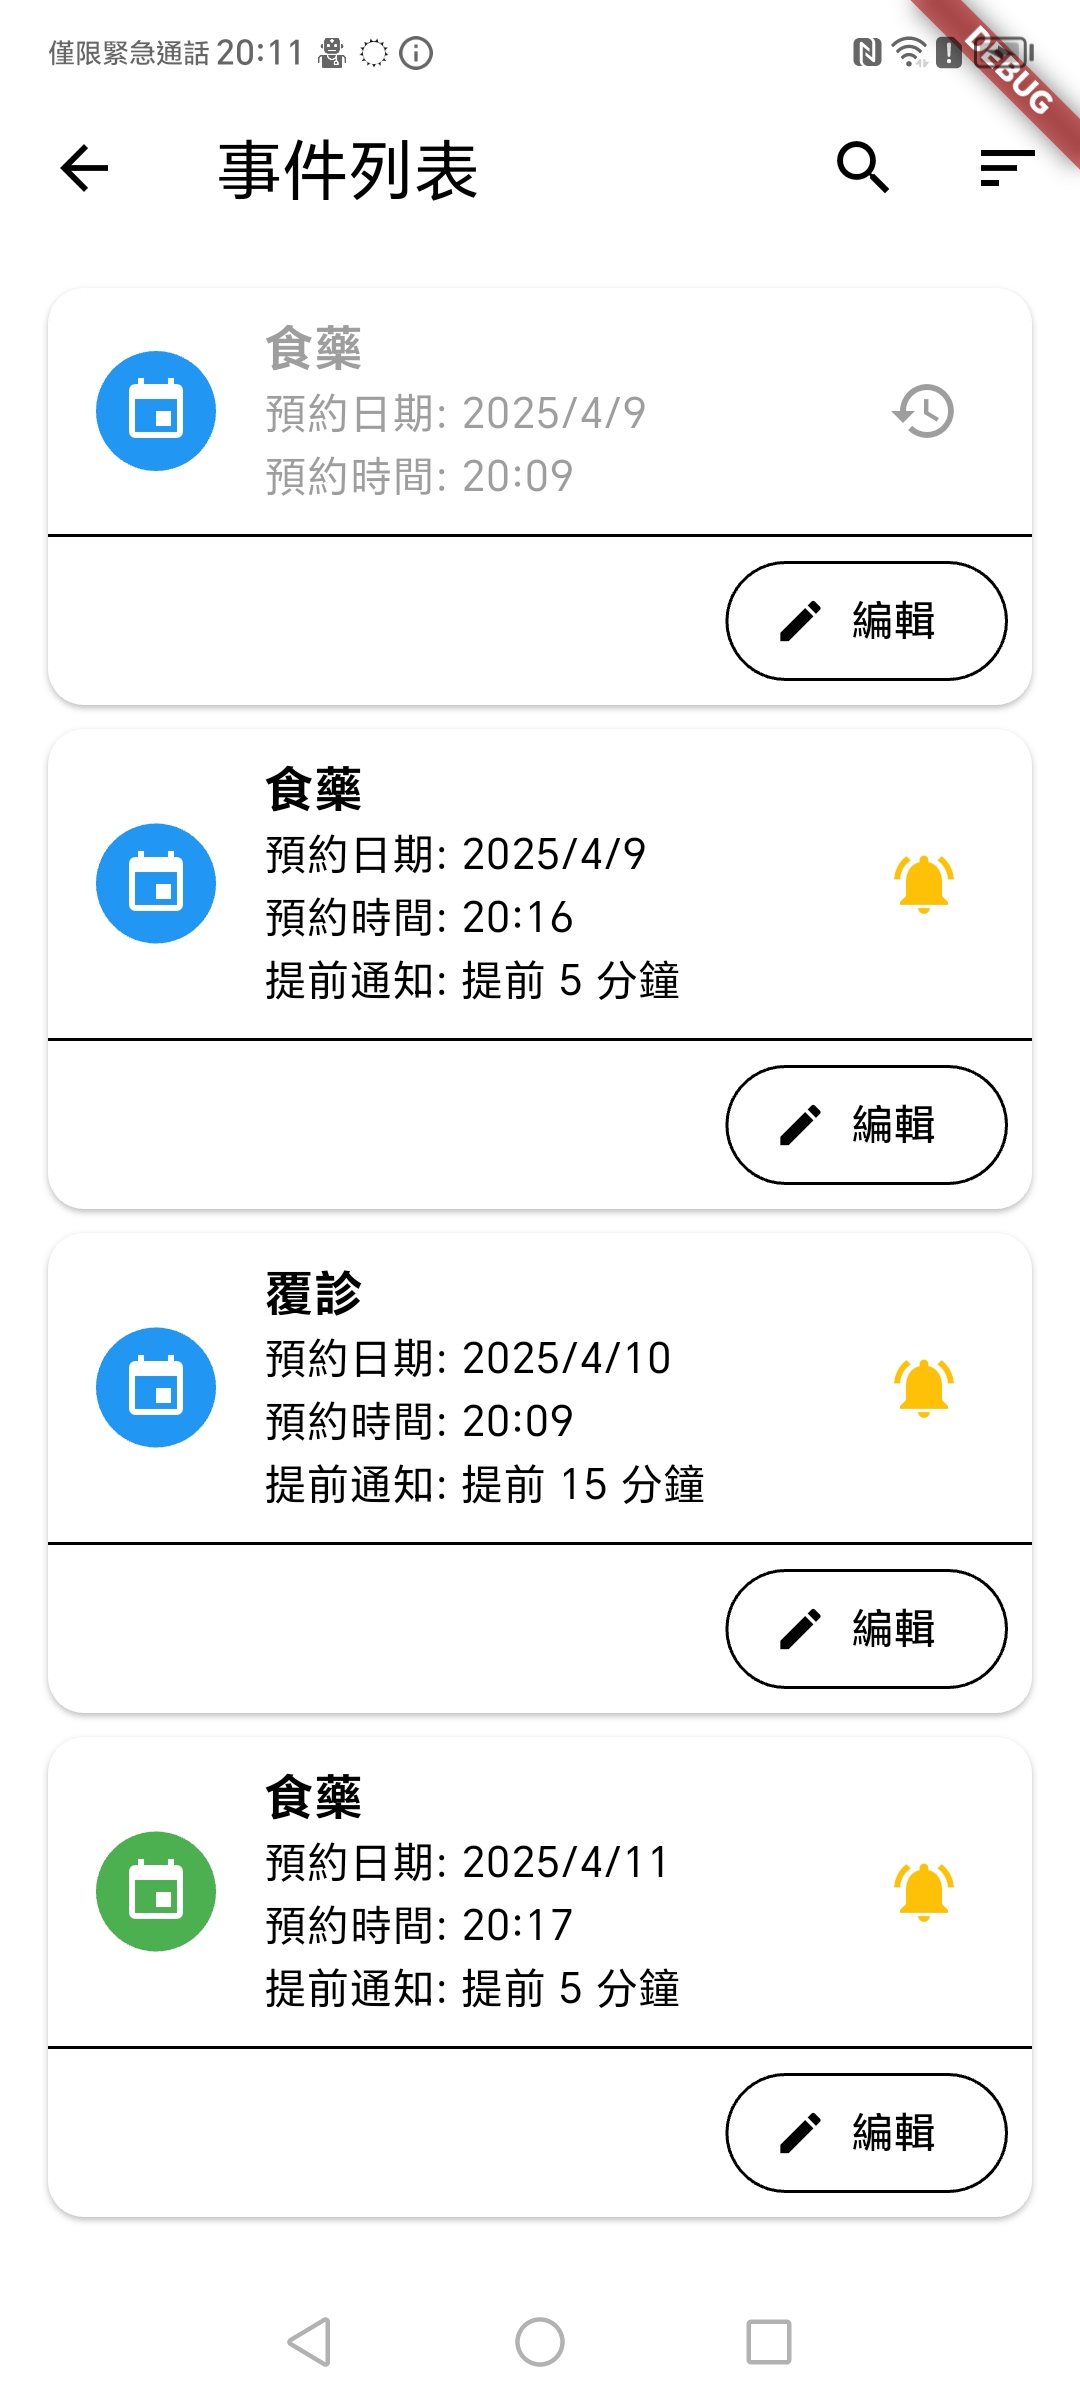 僅限緊急通話 20:11
DEBUG
事件列表
食藥
預約日期: 2025/4/9
預約時間: 20:09
編輯
食藥
預約日期: 2025/4/9
預約時間: 20:16
提前通知: 提前 5 分鐘
編輯
覆診
預約日期: 2025/4/10
預約時間: 20:09
提前通知: 提前 15 分鐘
編輯
食藥
預約日期: 2025/4/11
預約時間: 20:17
提前通知: 提前 5 分鐘
編輯